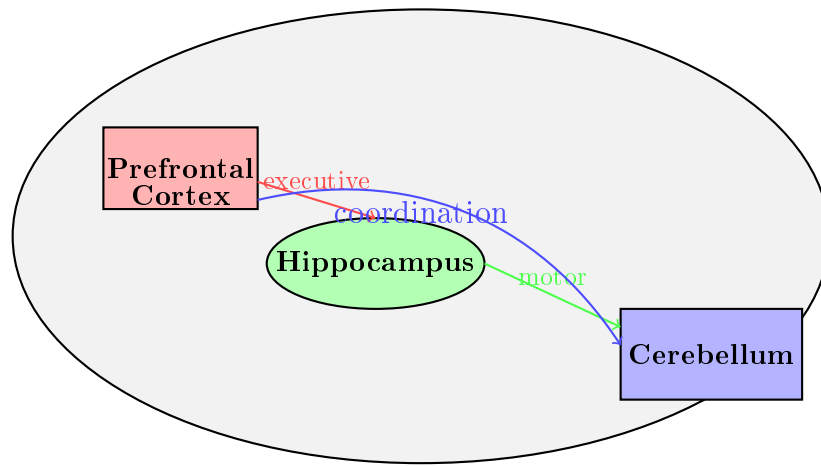 Prefrontal
Cortex
executive
coordination
Hippocampus
motor
Cerebellum